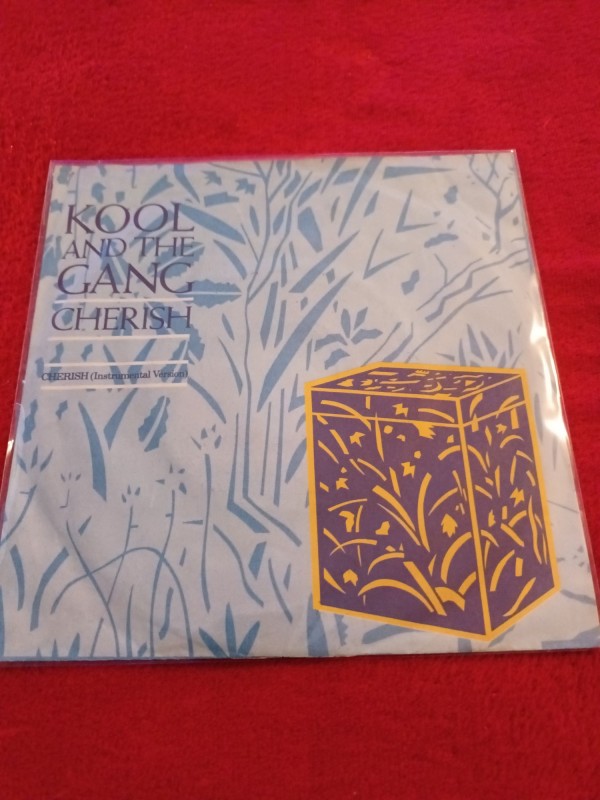 KOOL
AND THE
GANG
CHERISH
CHERISH (Instrumental Version)